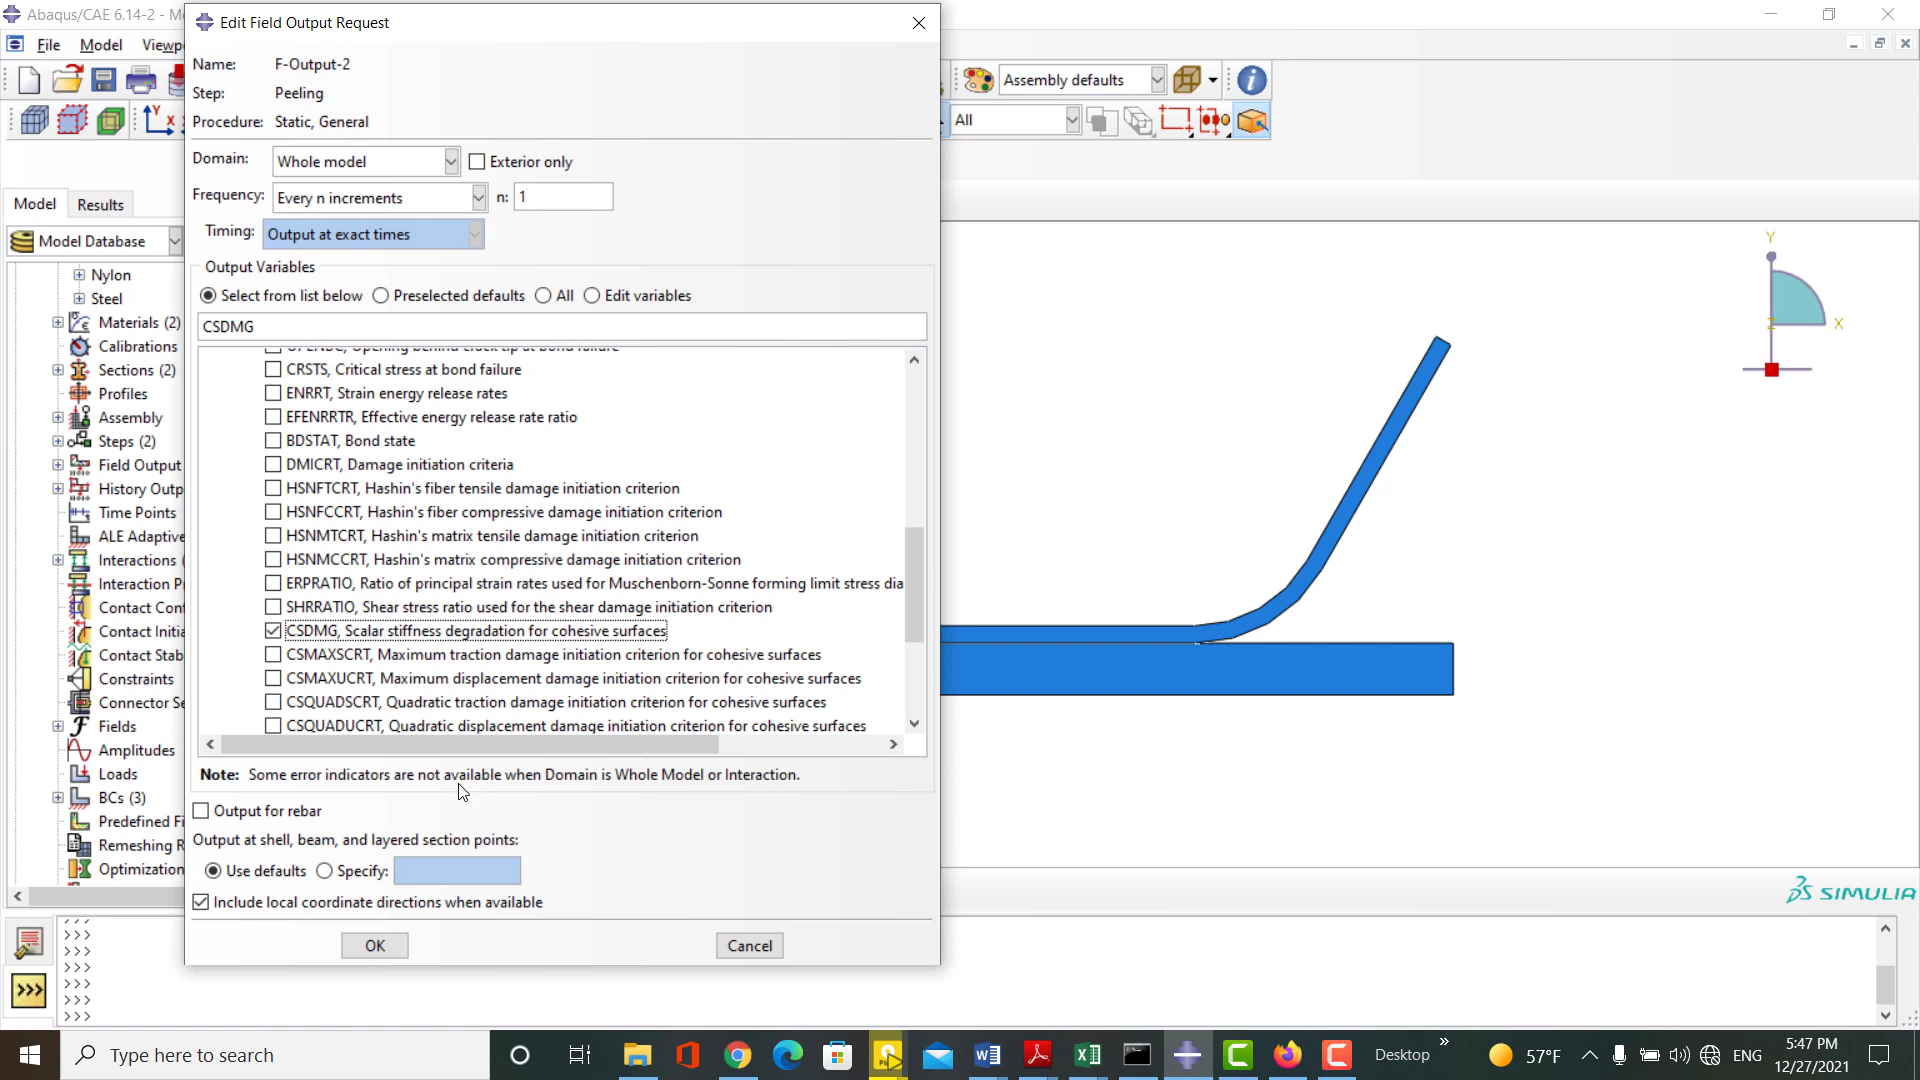 Abaqus/CAE 6.14-2 - Mo
Edit Field Output Request
File Model Viewp
Name: F-Output-2
Step: Peeling
Procedure: Static, General
Assembly defaults
All
Domain: Whole model Exterior only
Frequency: Every n increments n: 1
Timing: Output at exact times
Model Results
Model Database
Output Variables
Select from list below Preselected defaults All Edit variables
CSDMG
Nylon
Steel
Materials (2)
Calibrations
Sections (2)
Profiles
Assembly
Steps (2)
Field Output
History Outp
Time Points
ALE Adaptive
Interactions (
Interaction Pr
Contact Cont
Contact Initia
Contact Stab
Constraints
Connector Se
Fields
Amplitudes
Loads
BCs (3)
Predefined Fi
Remeshing R
Optimization
OPENBC, Opening behind crack tip at bond failure
CRSTS, Critical stress at bond failure
ENRRT, Strain energy release rates
EFENRRTR, Effective energy release rate ratio
BDSTAT, Bond state
DMICRT, Damage initiation criteria
HSNFTCRT, Hashin's fiber tensile damage initiation criterion
HSNFCCRT, Hashin's fiber compressive damage initiation criterion
HSNMTCRT, Hashin's matrix tensile damage initiation criterion
HSNMCCRT, Hashin's matrix compressive damage initiation criterion
ERPRATIO, Ratio of principal strain rates used for Muschenborn-Sonne forming limit stress dia
SHRRATIO, Shear stress ratio used for the shear damage initiation criterion
CSDMG, Scalar stiffness degradation for cohesive surfaces
CSMAXSCRT, Maximum traction damage initiation criterion for cohesive surfaces
CSMAXUCRT, Maximum displacement damage initiation criterion for cohesive surfaces
CSQUADSCRT, Quadratic traction damage initiation criterion for cohesive surfaces
CSQUADUCRT, Quadratic displacement damage initiation criterion for cohesive surfaces
Note: Some error indicators are not available when Domain is Whole Model or Interaction.
Output for rebar
Output at shell, beam, and layered section points:
Use defaults Specify:
Include local coordinate directions when available
OK Cancel
Y
Z X
Y
X
SIMULIA
>>>
>>>
>>>
>>>
>>>
>>>
>>>
>>>
Type here to search
Desktop
57°F
ENG
5:47 PM
12/27/2021